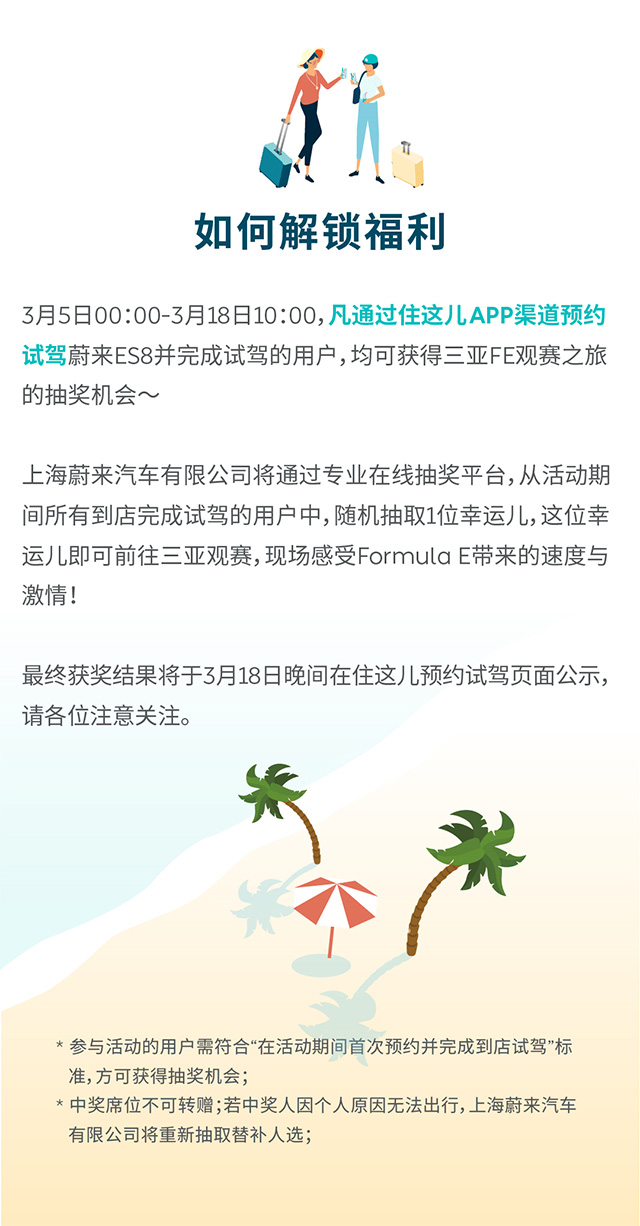 如何解锁福利
3月5日00:00-3月18日10:00，凡通过住这儿APP渠道预约
试驾蔚来ES8并完成试驾的用户，均可获得三亚FE观赛之旅
的抽奖机会～
上海蔚来汽车有限公司将通过专业在线抽奖平台，从活动期
间所有到店完成试驾的用户中，随机抽取1位幸运儿，这位幸
运儿即可前往三亚观赛，现场感受Formula E带来的速度与
激情！
最终获奖结果将于3月18日晚间在住这儿预约试驾页面公示，
请各位注意关注。
* 参与活动的用户需符合“在活动期间首次预约并完成到店试驾”标
准，方可获得抽奖机会；
* 中奖席位不可转赠；若中奖人因个人原因无法出行，上海蔚来汽车
有限公司将重新抽取替补人选；